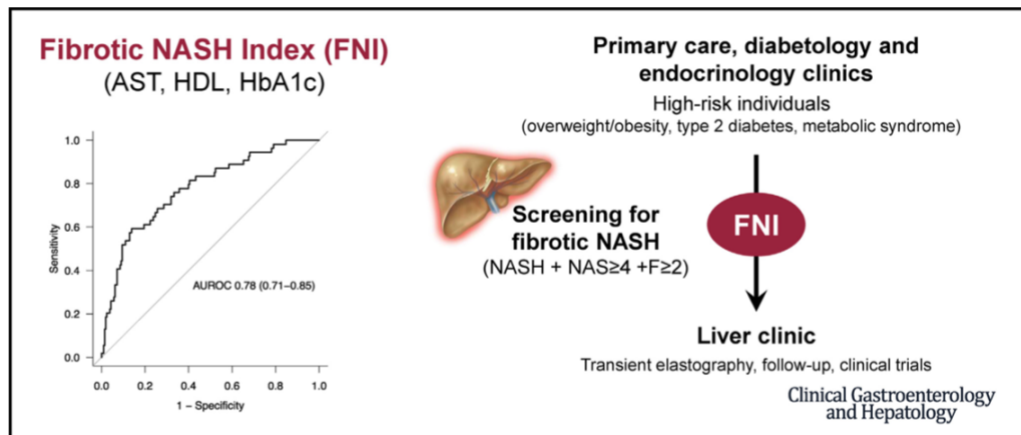 Fibrotic NASH Index (FNI)
(AST, HDL, HbA1c)
1.0
0.8
0.6
0.4
0.2
0.0
Sensitivity
AUROC 0.78 (0.71–0.85)
0.0 0.2 0.4 0.6 0.8 1.0
1 – Specificity
Primary care, diabetology and
endocrinology clinics
High-risk individuals
(overweight/obesity, type 2 diabetes, metabolic syndrome)
Screening for
fibrotic NASH
(NASH + NAS≥4 +F≥2)
FNI
Liver clinic
Transient elastography, follow-up, clinical trials
Clinical Gastroenterology
and Hepatology